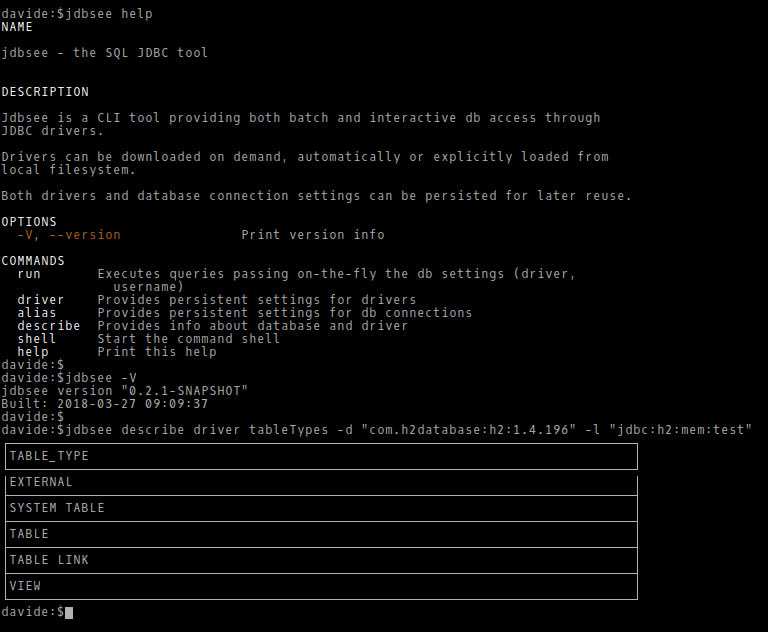 davide:$jdbsee help
NAME
jdbsee - the SQL JDBC tool
DESCRIPTION
Jdbsee is a CLI tool providing both batch and interactive db access through
JDBC drivers.
Drivers can be downloaded on demand, automatically or explicitly loaded from
local filesystem.
Both drivers and database connection settings can be persisted for later reuse.
OPTIONS
-V, --version Print version info
COMMANDS
run Executes queries passing on-the-fly the db settings (driver,
username)
driver Provides persistent settings for drivers
alias Provides persistent settings for db connections
describe Provides info about database and driver
shell Start the command shell
help Print this help
davide:$
davide:$jdbsee -V
jdbsee version "0.2.1-SNAPSHOT"
Built: 2018-03-27 09:09:37
davide:$
davide:$jdbsee describe driver tableTypes -d "com.h2database:h2:1.4.196" -l "jdbc:h2:mem:test"
TABLE_TYPE
EXTERNAL
SYSTEM TABLE
TABLE
TABLE LINK
VIEW
davide:$